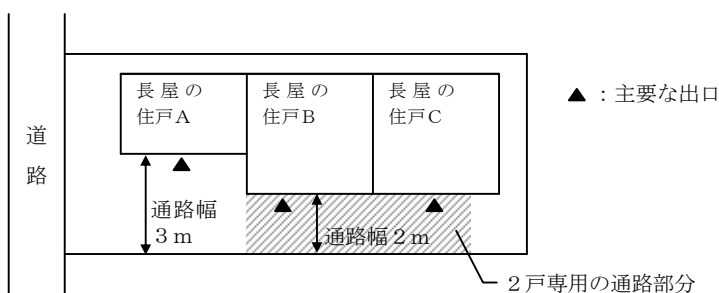 道
路
長屋の
住戸A
長屋の
住戸B
長屋の
住戸C
▲：主要な出口
通路幅
3m
通路幅2m
2戸専用の通路部分